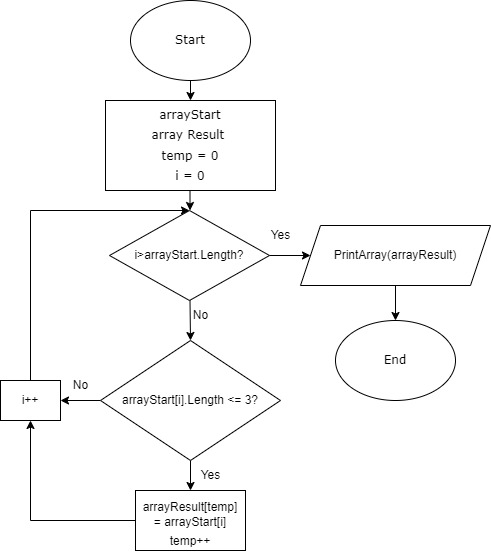 Start
arrayStart
array Result
temp = 0
i = 0
i>arrayStart.Length?
Yes
PrintArray(arrayResult)
No
End
arrayStart[i].Length <= 3?
No
i++
Yes
arrayResult[temp]
= arrayStart[i]
temp++